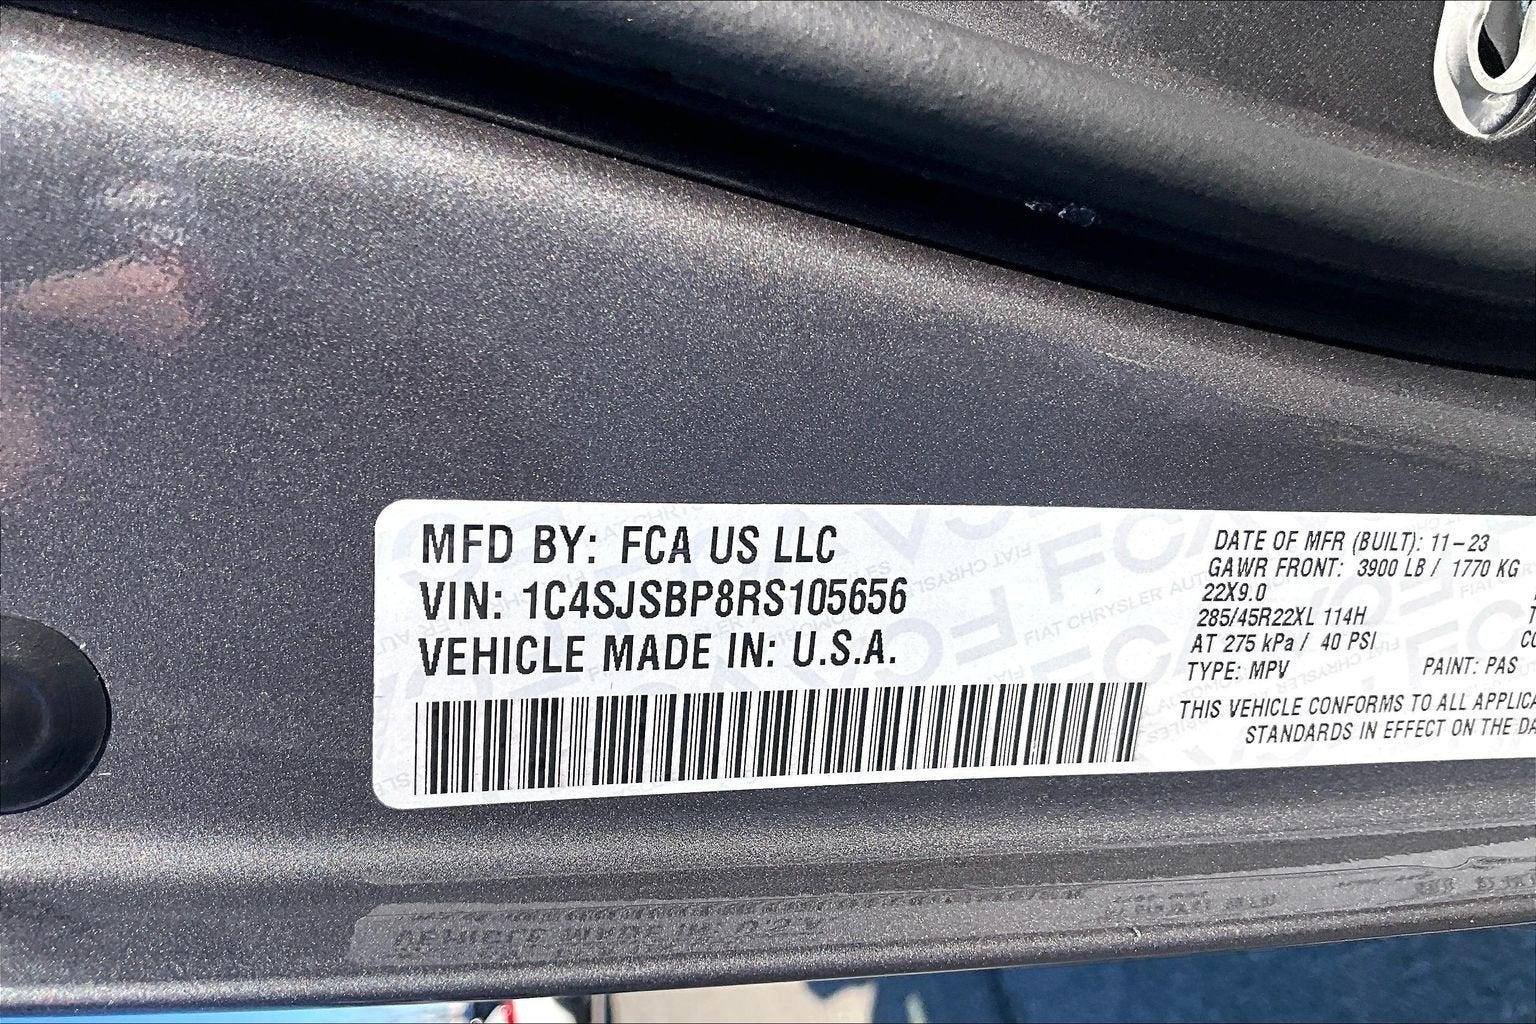 MFD BY: FCA US LLC
VIN: 1C4SJSBP8RS105656
VEHICLE MADE IN: U.S.A.
DATE OF MFR (BUILT): 11-23
GAWR FRONT: 3900 LB / 1770 KG
22X9.0
285/45R22XL 114H
AT 275 kPa / 40 PSI
TYPE: MPV PAINT: PAS
THIS VEHICLE CONFORMS TO ALL
STANDARDS IN EFFECT ON THE